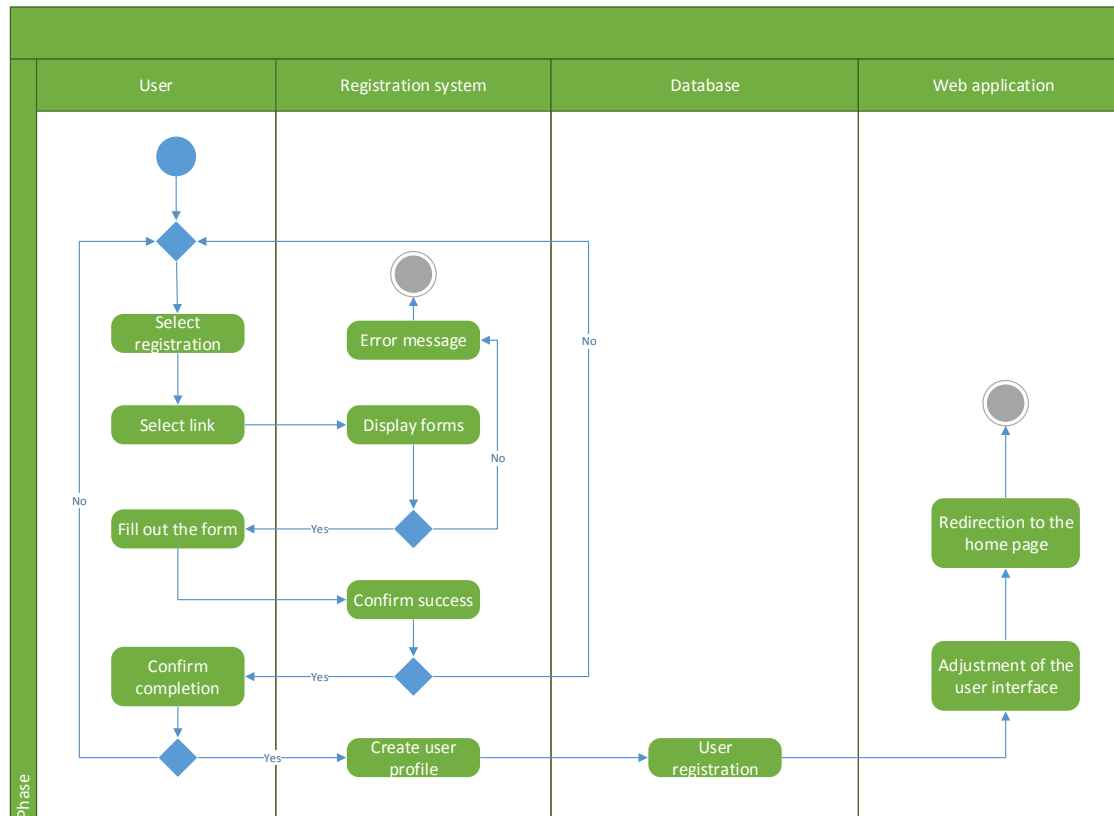 User
Registration system
Database
Web application
Select
registration
Error message
No
Select link
Display forms
No
No
Fill out the form
Yes
Redirection to the
home page
Confirm success
Confirm
completion
Yes
Adjustment of the
user interface
Yes
Create user
profile
User
registration
Phase